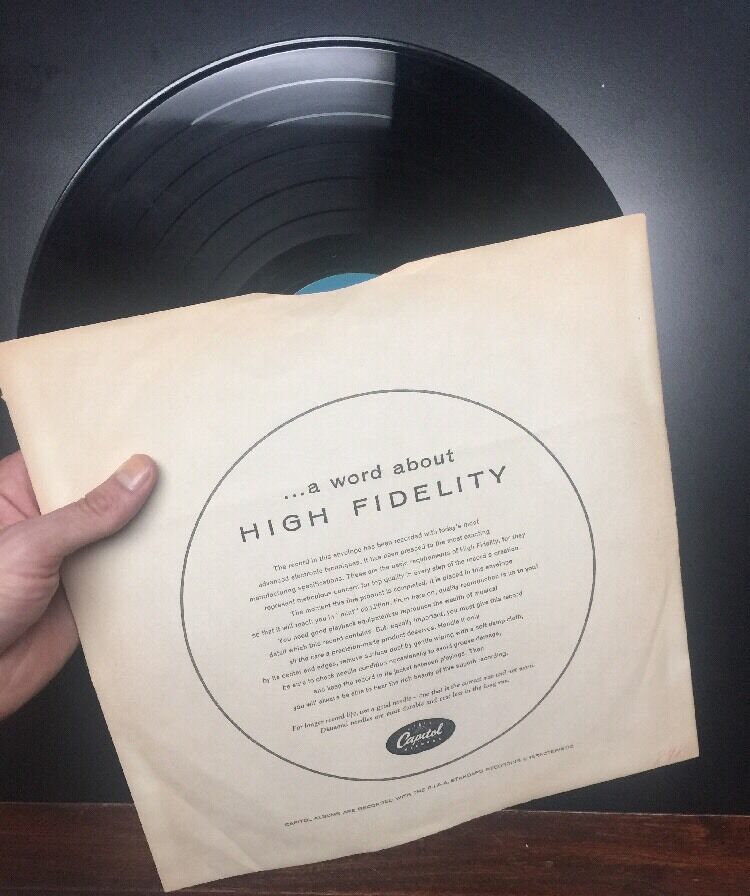 ...a word about
HIGH FIDELITY
The record in this envelope has been recorded with today's most
advanced electronic techniques. It has been pressed to the most exacting
manufacturing specifications. These are the basic requirements of High Fidelity, for they
represent meticulous concern for top quality in every step of the record's creation.
The moment this fine product is completed, it is placed in this envelope
so that it will reach you in "mint" condition. From here on, quality reproduction is up to you!
You need good playback equipment to reproduce the wealth of musical
detail which this record contains. But, equally important, you must give this record
all the care a precision-made product deserves. Handle it only
by its center and edges, remove surface dust by gentle wiping with a soft damp cloth,
be sure to check needle condition occasionally to avoid groove damage,
and keep the record in its jacket between playings. Then
you will always be able to hear the rich beauty of this superb recording.
For longer record life, use a good needle – one that is the correct size and not worn.
Diamond needles are most durable and cost less in the long run.
Capitol
RECORDS
CAPITOL ALBUMS ARE RECORDED WITH THE R.I.A.A. STANDARD RECORDING CHARACTERISTIC